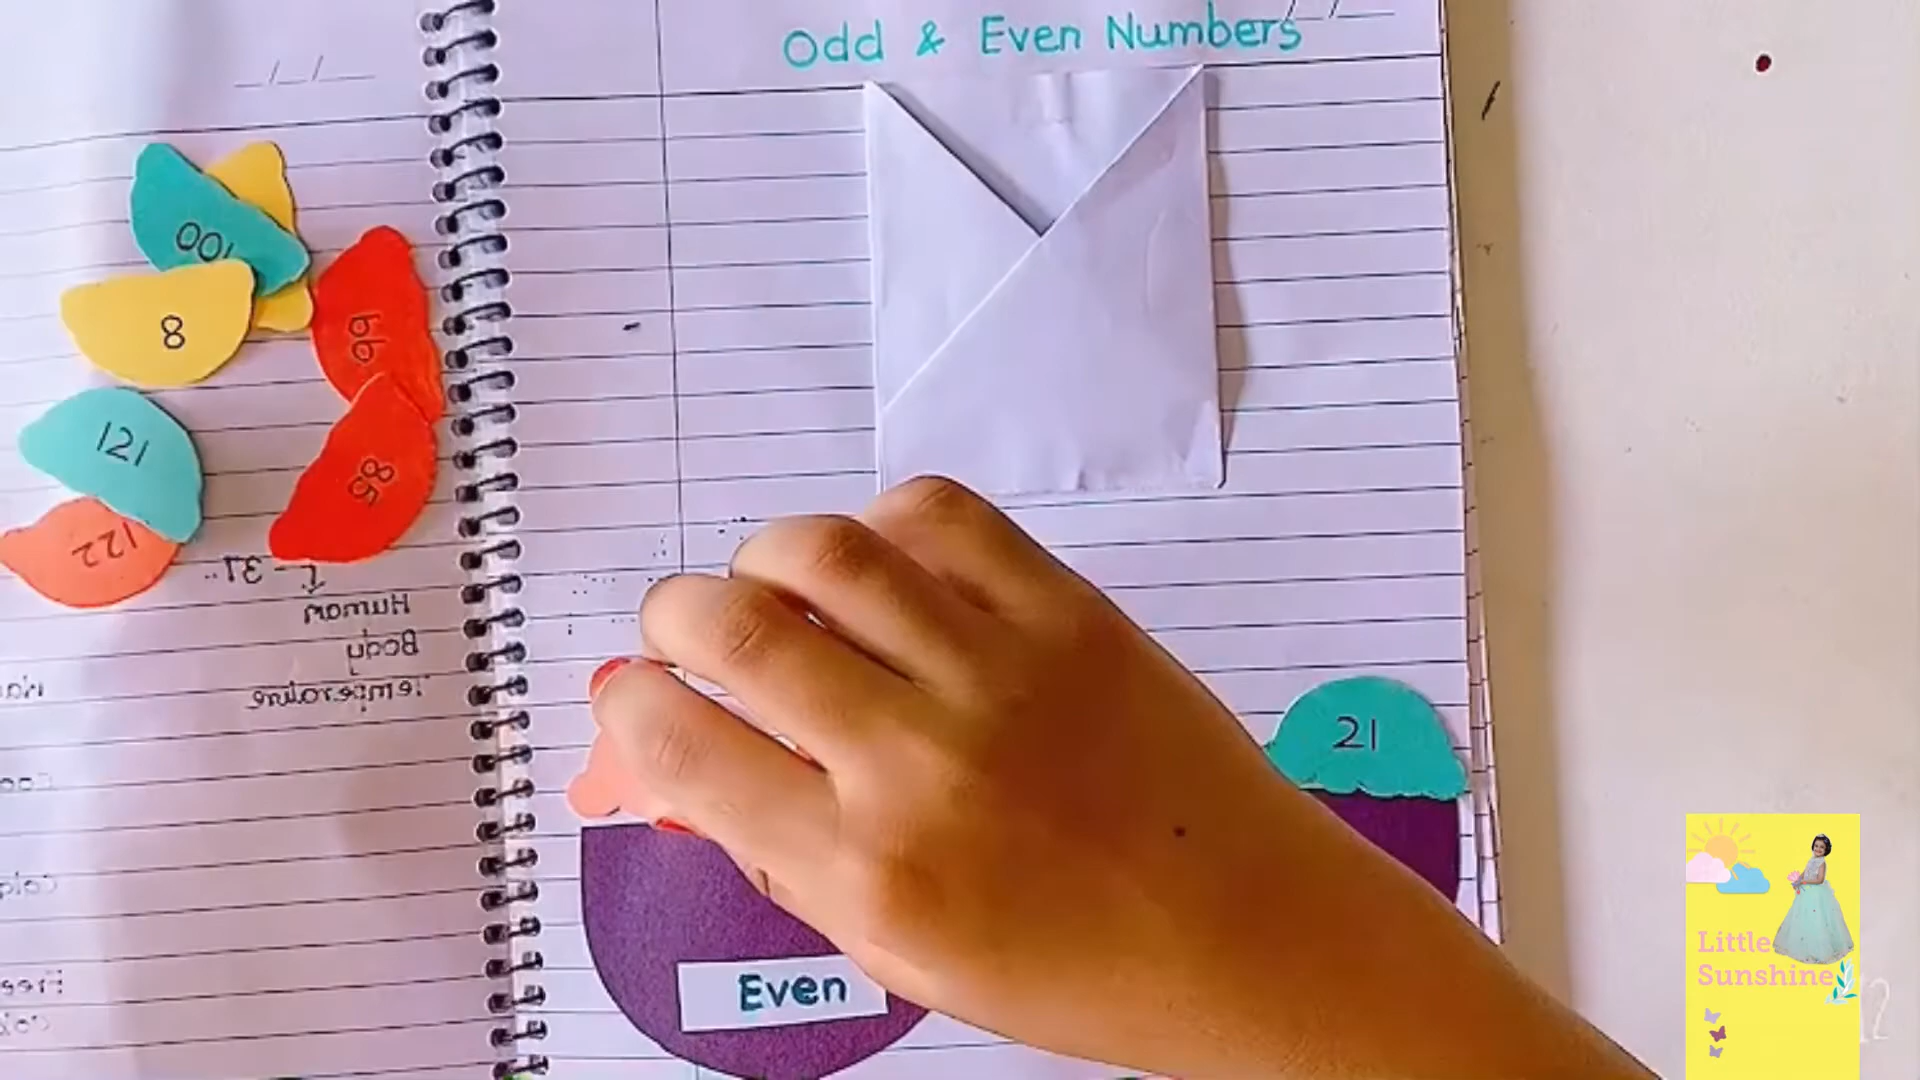 Odd & Even Numbers
100
8
99
121
85
122
Human
Body
Temperature
21
Even
Little
Sunshine